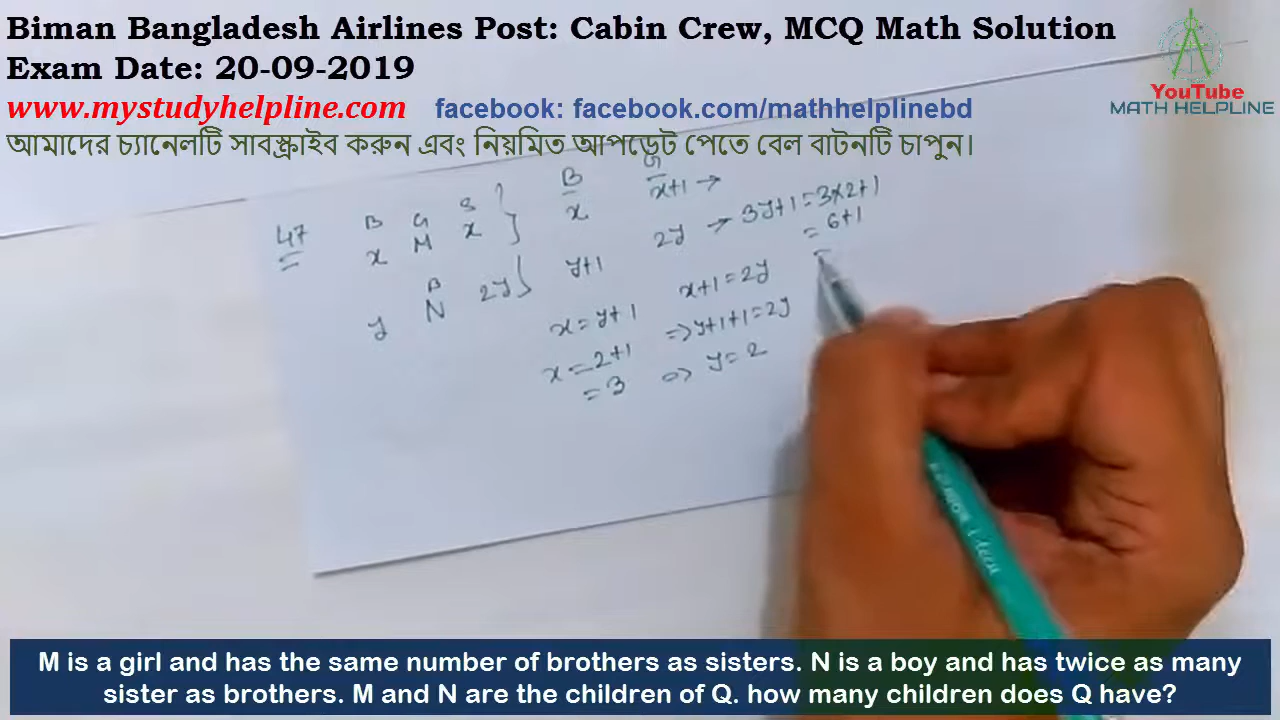 Biman Bangladesh Airlines Post: Cabin Crew, MCQ Math Solution
Exam Date: 20-09-2019
www.mystudyhelpline.com facebook: facebook.com/mathhelplinebd
আমাদের চ্যানেলটি সাবস্ক্রাইব করুন এবং নিয়মিত আপডেট পেতে বেল বাটনটি চাপুন।
YouTube
MATH HELPLINE
47 B G S } B G
x M x x x+1 →
B
y N 2y } y+1 2y → 3y+1 = 3×2+1
= 6+1
=
x = y+1 x+1 = 2y
x = 2+1 ⇒ y+1+1 = 2y
= 3 ⇒ y = 2
M is a girl and has the same number of brothers as sisters. N is a boy and has twice as many
sister as brothers. M and N are the children of Q. how many children does Q have?